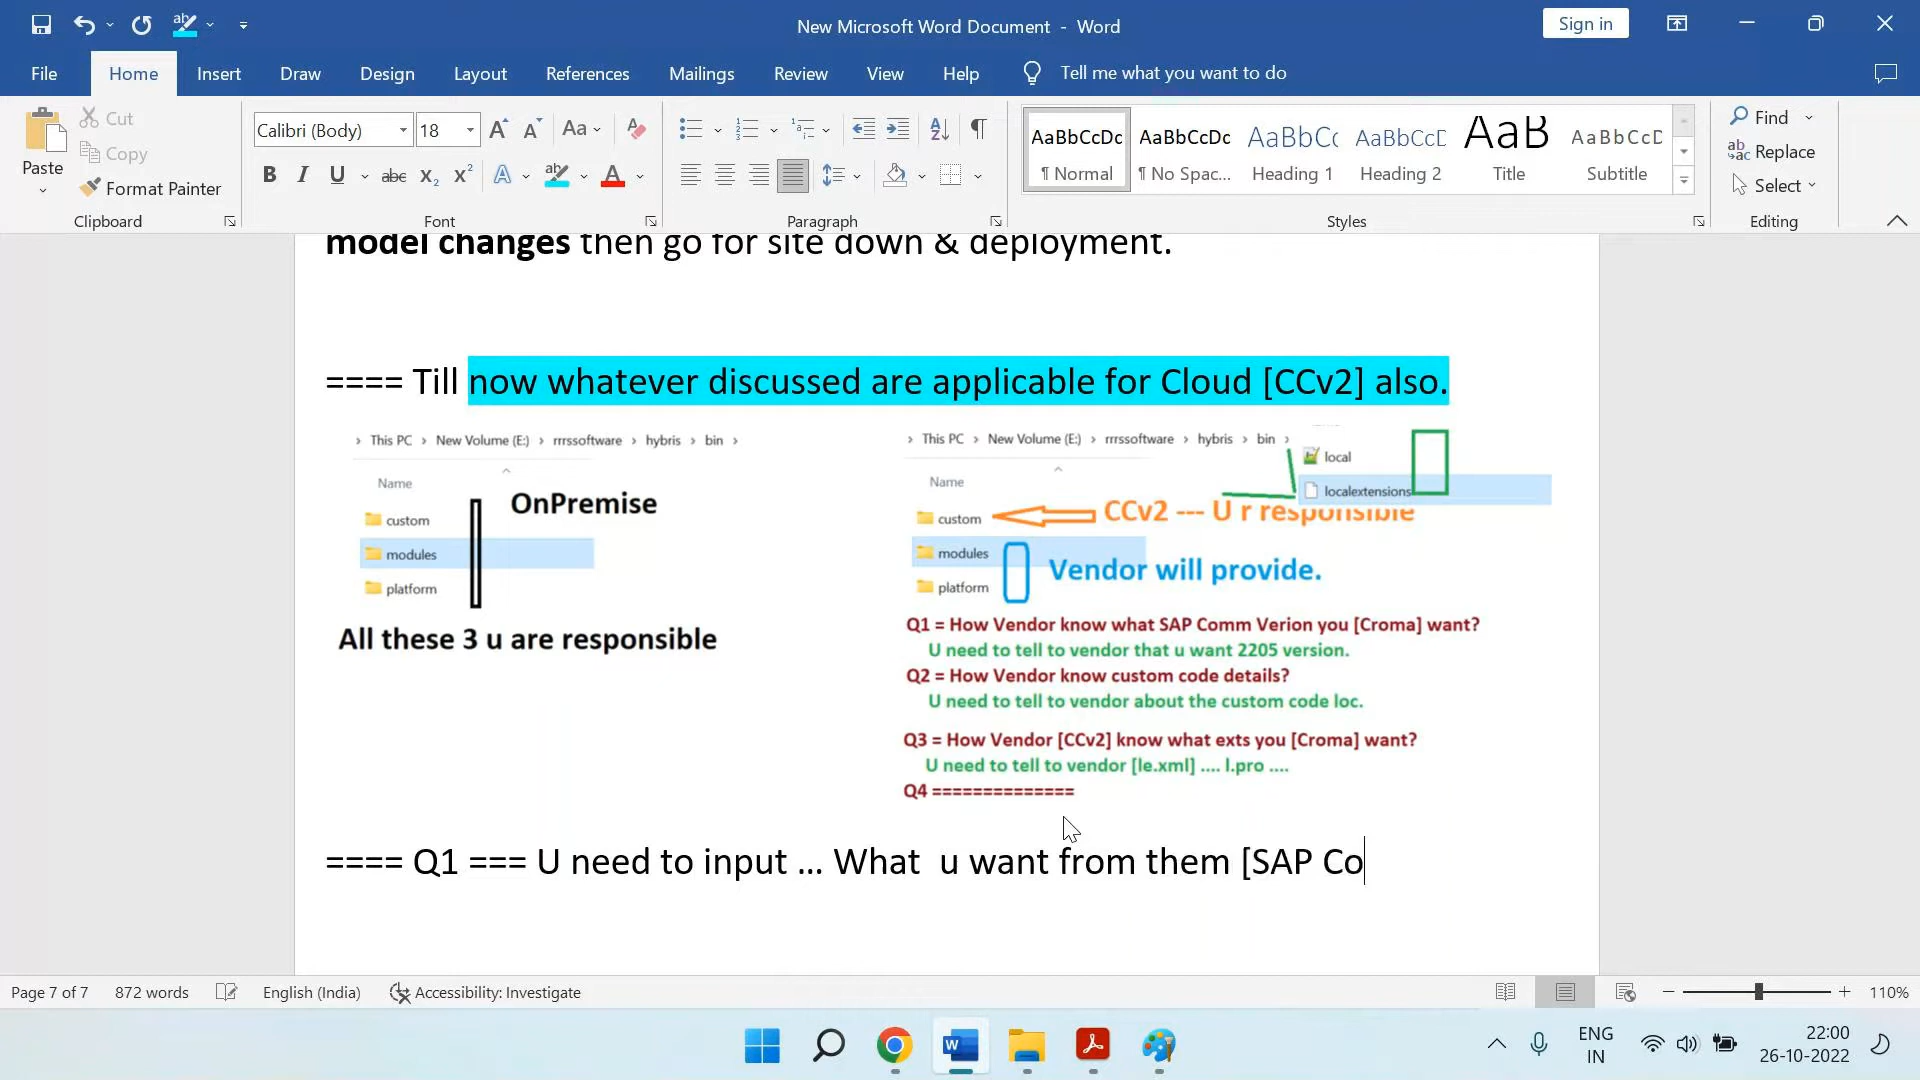 New Microsoft Word Document - Word
Sign in
File Home Insert Draw Design Layout References Mailings Review View Help Tell me what you want to do
Paste
Cut
Copy
Format Painter
Clipboard
Calibri (Body) 18
Font
Paragraph
AaBbCcDc AaBbCcDc AaBbCc AaBbCcD AaB AaBbCcD
¶ Normal ¶ No Spac... Heading 1 Heading 2 Title Subtitle
Styles
Find
Replace
Select
Editing
model changes then go for site down & deployment.
==== Till now whatever discussed are applicable for Cloud [CCv2] also.
› This PC › New Volume (E:) › rrrssoftware › hybris › bin ›
Name
custom
modules
platform
OnPremise
All these 3 u are responsible
› This PC › New Volume (E:) › rrrssoftware › hybris › bin ›
local
localextensions
Name
custom
modules
platform
CCv2 --- U r responsible
Vendor will provide.
Q1 = How Vendor know what SAP Comm Verion you [Croma] want?
U need to tell to vendor that u want 2205 version.
Q2 = How Vendor know custom code details?
U need to tell to vendor about the custom code loc.
Q3 = How Vendor [CCv2] know what exts you [Croma] want?
U need to tell to vendor [le.xml] .... l.pro ....
Q4 ==============
==== Q1 === U need to input … What  u want from them [SAP Co
Page 7 of 7 872 words English (India) Accessibility: Investigate 110%
ENG
IN
22:00
26-10-2022